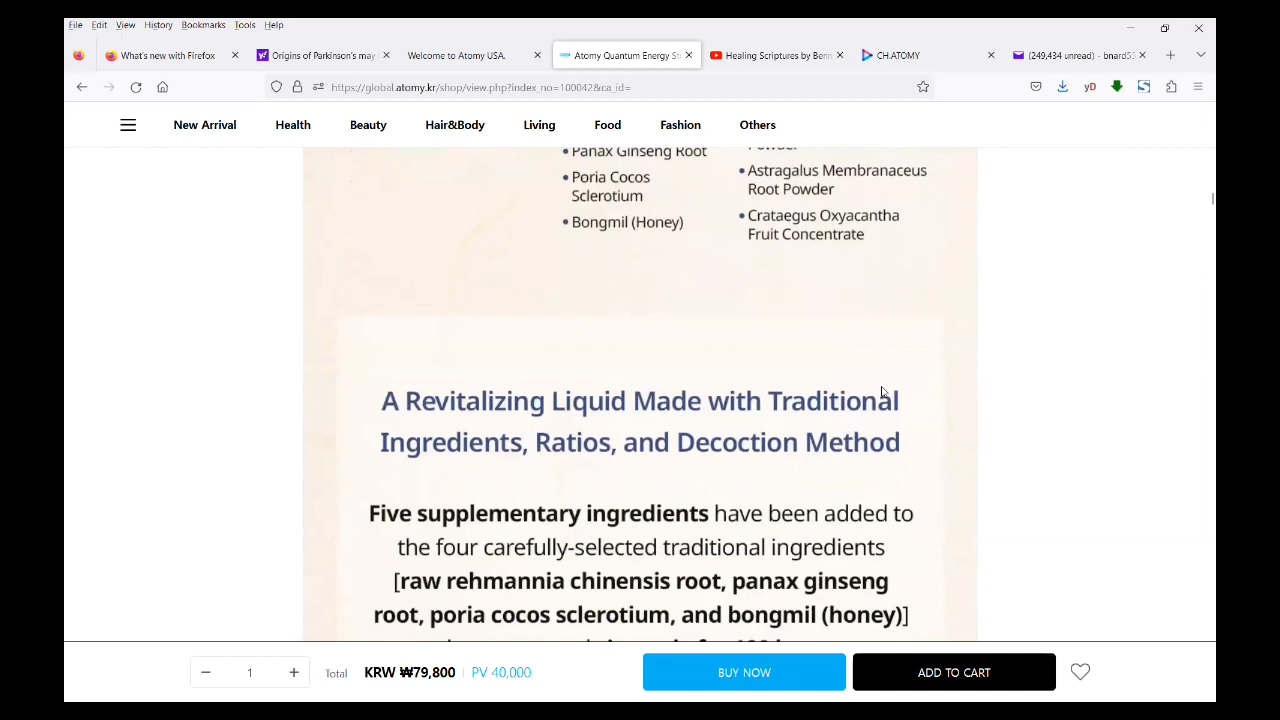 File Edit View History Bookmarks Tools Help
What's new with Firefox
Origins of Parkinson's may
Welcome to Atomy USA.
Atomy Quantum Energy Sti
Healing Scriptures by Benn
CH.ATOMY
(249,434 unread) - bnard55
https://global.atomy.kr/shop/view.php?index_no=100042&ca_id=
yD
New Arrival Health Beauty Hair&Body Living Food Fashion Others
• Panax Ginseng Root
• Poria Cocos
Sclerotium
• Bongmil (Honey)
Powder
• Astragalus Membranaceus
Root Powder
• Crataegus Oxyacantha
Fruit Concentrate
A Revitalizing Liquid Made with Traditional
Ingredients, Ratios, and Decoction Method
Five supplementary ingredients have been added to
the four carefully-selected traditional ingredients
[raw rehmannia chinensis root, panax ginseng
root, poria cocos sclerotium, and bongmil (honey)]
− 1 + Total KRW ₩79,800 | PV 40,000 BUY NOW ADD TO CART